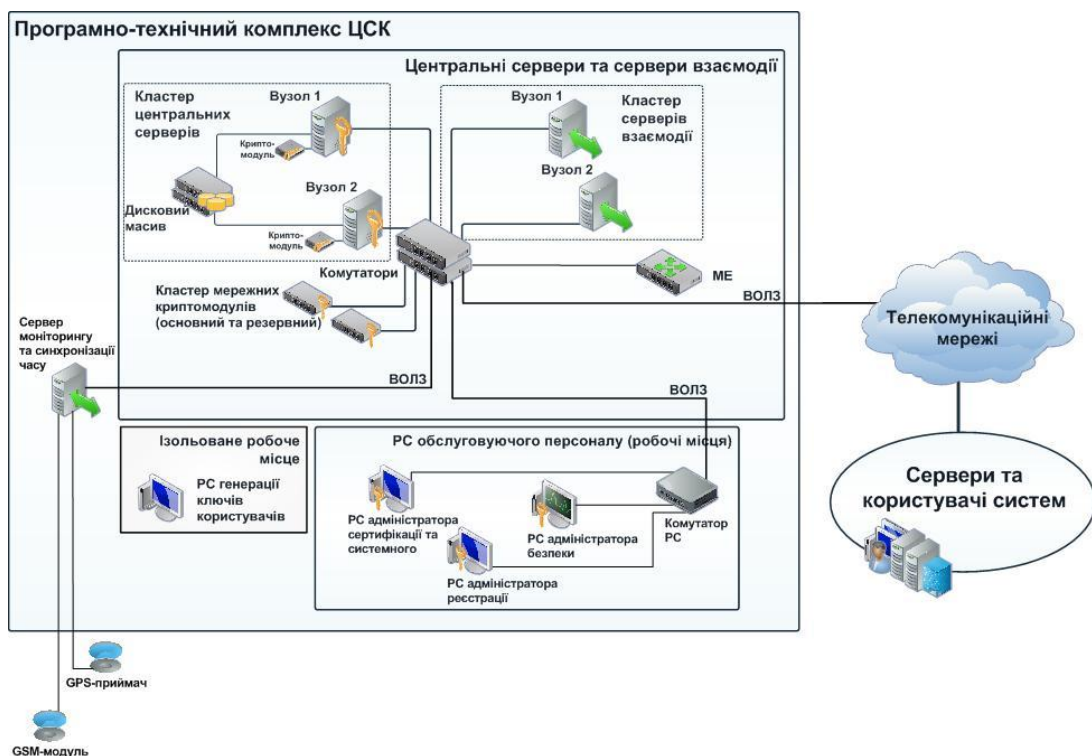 Програмно-технічний комплекс ЦСК
Центральні сервери та сервери взаємодії
Кластер
центральних
серверів
Вузол 1
Крипто-
модуль
Вузол 2
Дисковий
масив
Крипто-
модуль
Вузол 1
Кластер
серверів
взаємодії
Вузол 2
Комутатори
Кластер мережних
криптомодулів
(основний та резервний)
МЕ
ВОЛЗ
Телекомунікаційні
мережі
Сервер
моніторингу
та синхронізації
часу
ВОЛЗ
ВОЛЗ
Ізольоване робоче
місце
РС генерації
ключів
користувачів
РС обслуговуючого персоналу (робочі місця)
РС адміністратора
сертифікації та
системного
РС адміністратора
безпеки
Комутатор
РС
РС адміністратора
реєстрації
Сервери та
користувачі систем
GPS-приймач
GSM-модуль